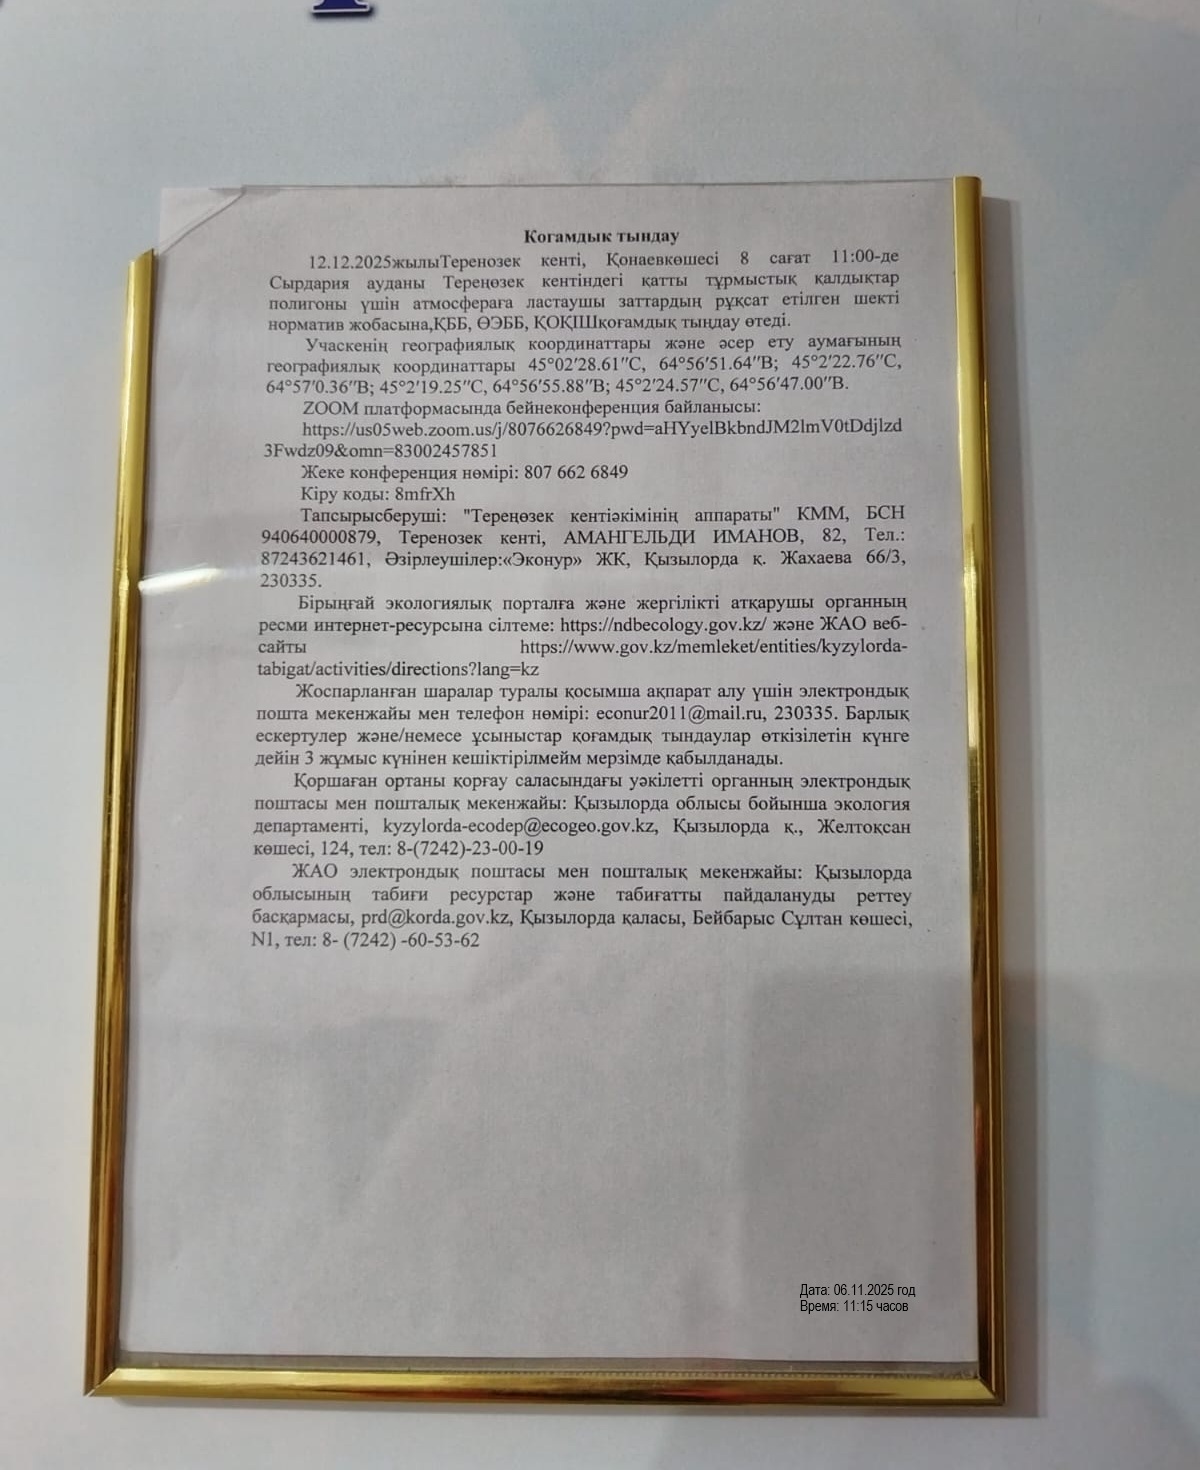 Қоғамдық тыңдау
12.12.2025жылыТеренозек кенті, Қонаевкөшесі 8 сағат 11:00-де
Сырдария ауданы Тереңөзек кентіндегі қатты тұрмыстық қалдықтар
полигоны үшін атмосфераға ластаушы заттардың рұқсат етілген шекті
норматив жобасына,ҚББ, ӨЭББ, ҚОҚІШқоғамдық тыңдау өтеді.
Учаскенің географиялық координаттары және әсер ету аумағының
географиялық координаттары 45°02′28.61″С, 64°56′51.64″В; 45°2′22.76″С,
64°57′0.36″В; 45°2′19.25″С, 64°56′55.88″В; 45°2′24.57″С, 64°56′47.00″В.
ZOOM платформасында бейнеконференция байланысы:
https://us05web.zoom.us/j/8076626849?pwd=aHYyelBkbndJM2lmV0tDdjlzd
3Fwdz09&omn=83002457851
Жеке конференция нөмірі: 807 662 6849
Кіру коды: 8mfrXh
Тапсырысберуші: "Тереңөзек кентіәкімінің аппараты" КММ, БСН
940640000879, Теренозек кенті, АМАНГЕЛЬДИ ИМАНОВ, 82, Тел.:
87243621461, Әзірлеушілер:«Эконур» ЖК, Қызылорда қ. Жахаева 66/3,
230335.
Бірыңғай экологиялық порталға және жергілікті атқарушы органның
ресми интернет-ресурсына сілтеме: https://ndbecology.gov.kz/ және ЖАО веб-
сайты https://www.gov.kz/memleket/entities/kyzylorda-
tabigat/activities/directions?lang=kz
Жоспарланған шаралар туралы қосымша ақпарат алу үшін электрондық
пошта мекенжайы мен телефон нөмірі: econur2011@mail.ru, 230335. Барлық
ескертулер және/немесе ұсыныстар қоғамдық тыңдаулар өткізілетін күнге
дейін 3 жұмыс күнінен кешіктірілмейм мерзімде қабылданады.
Қоршаған ортаны қорғау саласындағы уәкілетті органның электрондық
поштасы мен пошталық мекенжайы: Қызылорда облысы бойынша экология
департаменті, kyzylorda-ecodep@ecogeo.gov.kz, Қызылорда қ., Желтоқсан
көшесі, 124, тел: 8-(7242)-23-00-19
ЖАО электрондық поштасы мен пошталық мекенжайы: Қызылорда
облысының табиғи ресурстар және табиғатты пайдалануды реттеу
басқармасы, prd@korda.gov.kz, Қызылорда қаласы, Бейбарыс Сұлтан көшесі,
N1, тел: 8- (7242) -60-53-62
Дата: 06.11.2025 год
Время: 11:15 часов